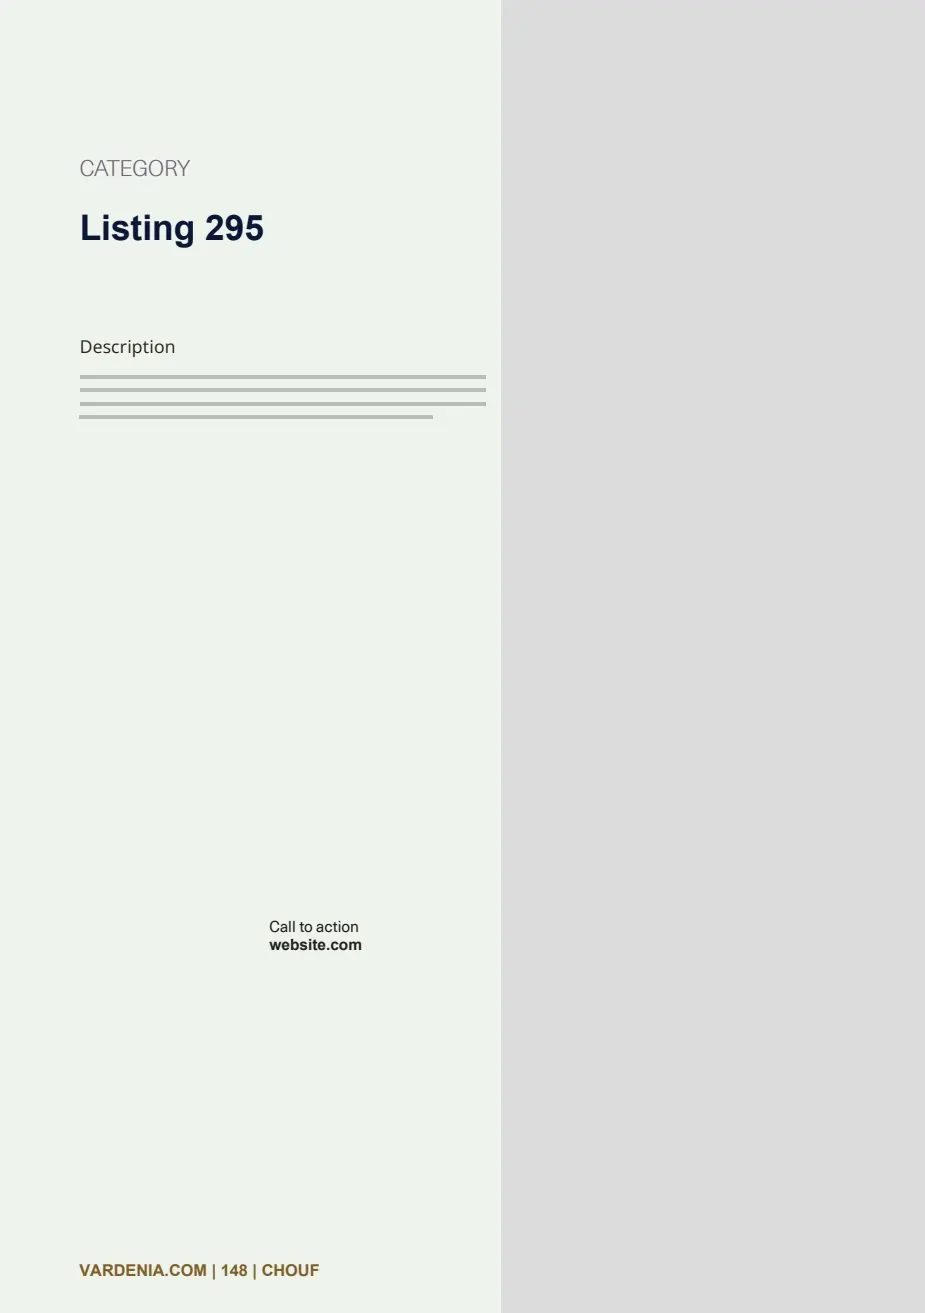 CATEGORY
Listing 295
Description
Call to action
website.com
VARDENIA.COM | 148 | CHOUF